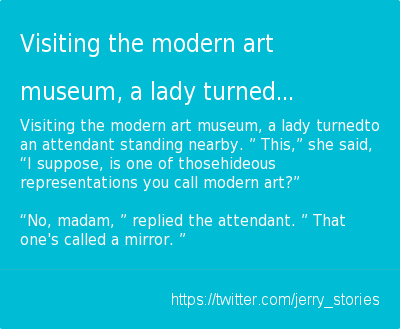 Visiting the modern art
museum, a lady turned...
Visiting the modern art museum, a lady turnedto
an attendant standing nearby. ” This,” she said,
“I suppose, is one of thosehideous
representations you call modern art?”
“No, madam, ” replied the attendant. ” That
one's called a mirror. ”
https://twitter.com/jerry_stories